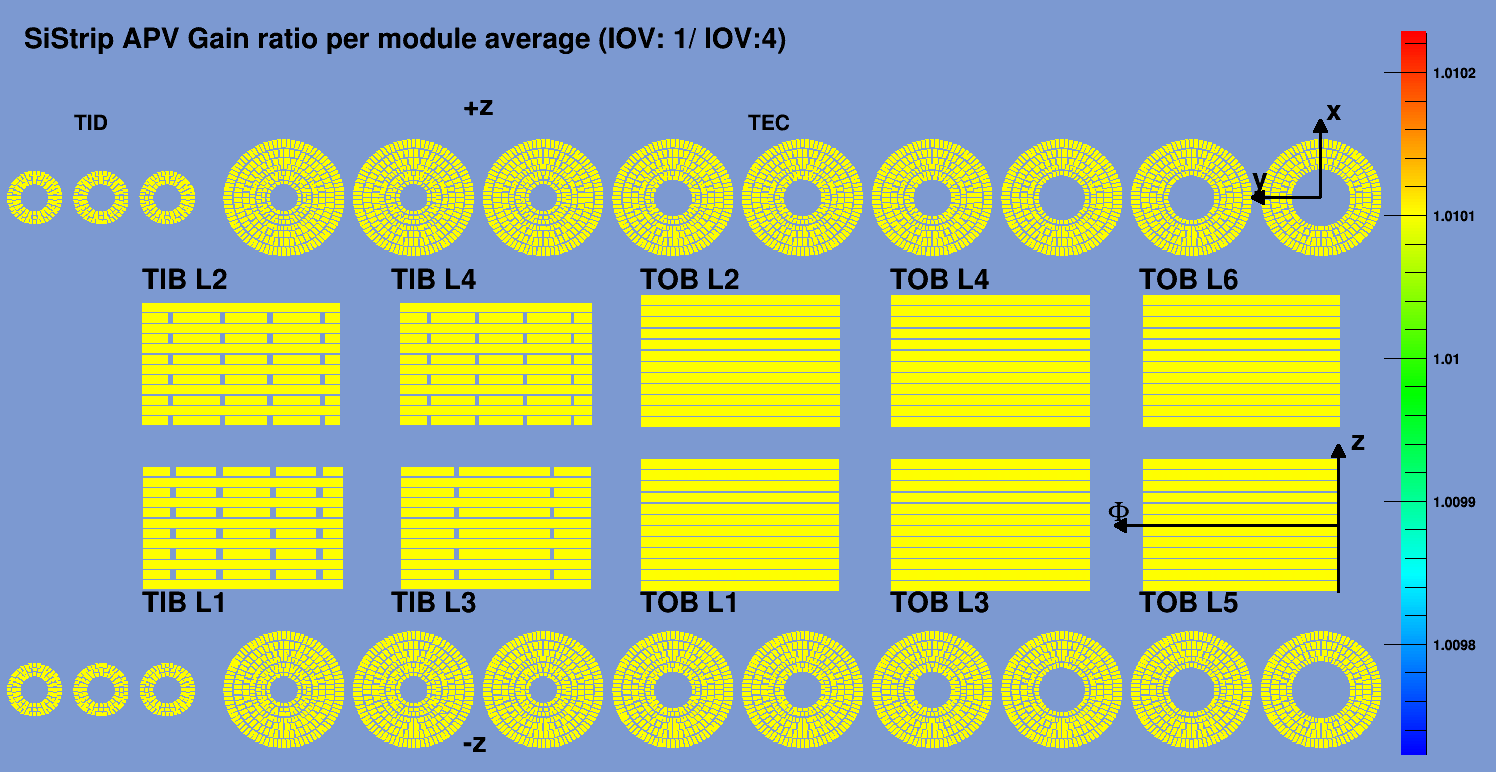 SiStrip APV Gain ratio per module average (IOV: 1/ IOV:4)
1.0102
+z
x
TID
TEC
y
1.0101
TIB L2
TIB L4
TOB L2
TOB L4
TOB L6
1.01
z
1.0099
Φ
TIB L1
TIB L3
TOB L1
TOB L3
TOB L5
1.0098
-z